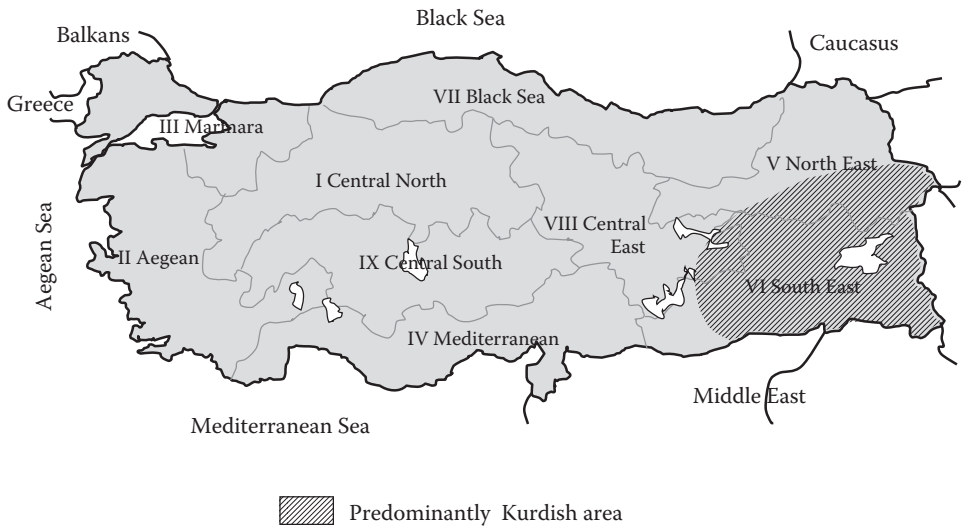 Black Sea
Balkans
Caucasus
Greece
VII Black Sea
III Marmara
V North East
I Central North
Aegean Sea
VIII Central
East
II Aegean
IX Central South
VI South East
IV Mediterranean
Middle East
Mediterranean Sea
Predominantly Kurdish area